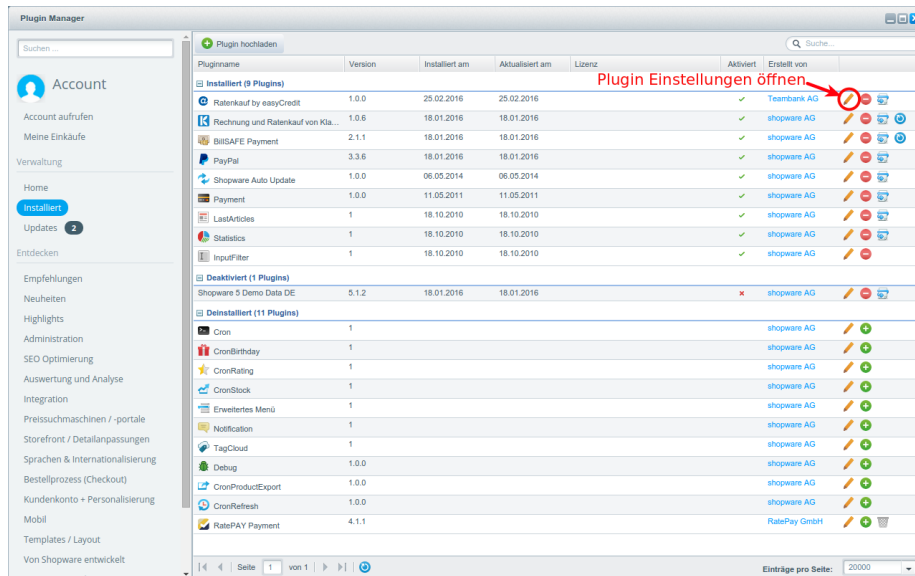 Plugin Manager
Suchen ...
Account
Account aufrufen
Meine Einkäufe
Verwaltung
Home
Installiert
Updates 2
Entdecken
Empfehlungen
Neuheiten
Highlights
Administration
SEO Optimierung
Auswertung und Analyse
Integration
Preissuchmaschinen / -portale
Storefront / Detailanpassungen
Sprachen & Internationalisierung
Bestellprozess (Checkout)
Kundenkonto + Personalisierung
Mobil
Templates / Layout
Von Shopware entwickelt
Plugin hochladen
Suche...
Pluginname Version Installiert am Aktualisiert am Lizenz Aktiviert Erstellt von
Plugin Einstellungen öffnen
Installiert (9 Plugins)
Ratenkauf by easyCredit 1.0.0 25.02.2016 25.02.2016 Teambank AG
Rechnung und Ratenkauf von Kla... 1.0.6 18.01.2016 18.01.2016 shopware AG
BillSAFE Payment 2.1.1 18.01.2016 18.01.2016 shopware AG
PayPal 3.3.6 18.01.2016 18.01.2016 shopware AG
Shopware Auto Update 1.0.0 06.05.2014 06.05.2014 shopware AG
Payment 1.0.0 11.05.2011 11.05.2011 shopware AG
LastArticles 1 18.10.2010 18.10.2010 shopware AG
Statistics 1 18.10.2010 18.10.2010 shopware AG
InputFilter 1 18.10.2010 18.10.2010 shopware AG
Deaktiviert (1 Plugins)
Shopware 5 Demo Data DE 5.1.2 18.01.2016 18.01.2016 shopware AG
Deinstalliert (11 Plugins)
Cron 1 shopware AG
CronBirthday 1 shopware AG
CronRating 1 shopware AG
CronStock 1 shopware AG
Erweitertes Menü 1 shopware AG
Notification 1 shopware AG
TagCloud 1 shopware AG
Debug 1.0.0 shopware AG
CronProductExport 1.0.0 shopware AG
CronRefresh 1.0.0 shopware AG
RatePAY Payment 4.1.1 RatePay GmbH
Seite 1 von 1
Einträge pro Seite: 20000